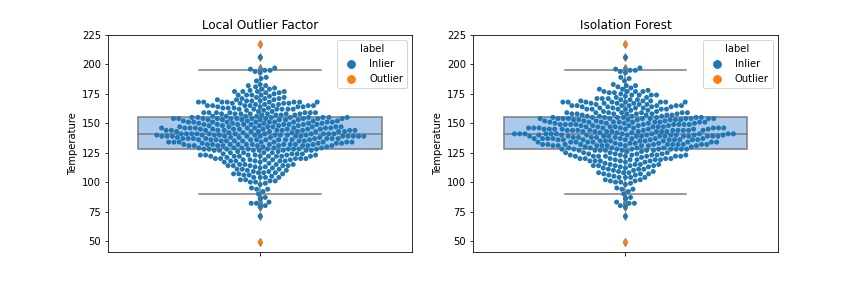 Local Outlier Factor
225
200
175
150
125
100
75
50
Temperature
label
Inlier
Outlier
Isolation Forest
225
200
175
150
125
100
75
50
Temperature
label
Inlier
Outlier